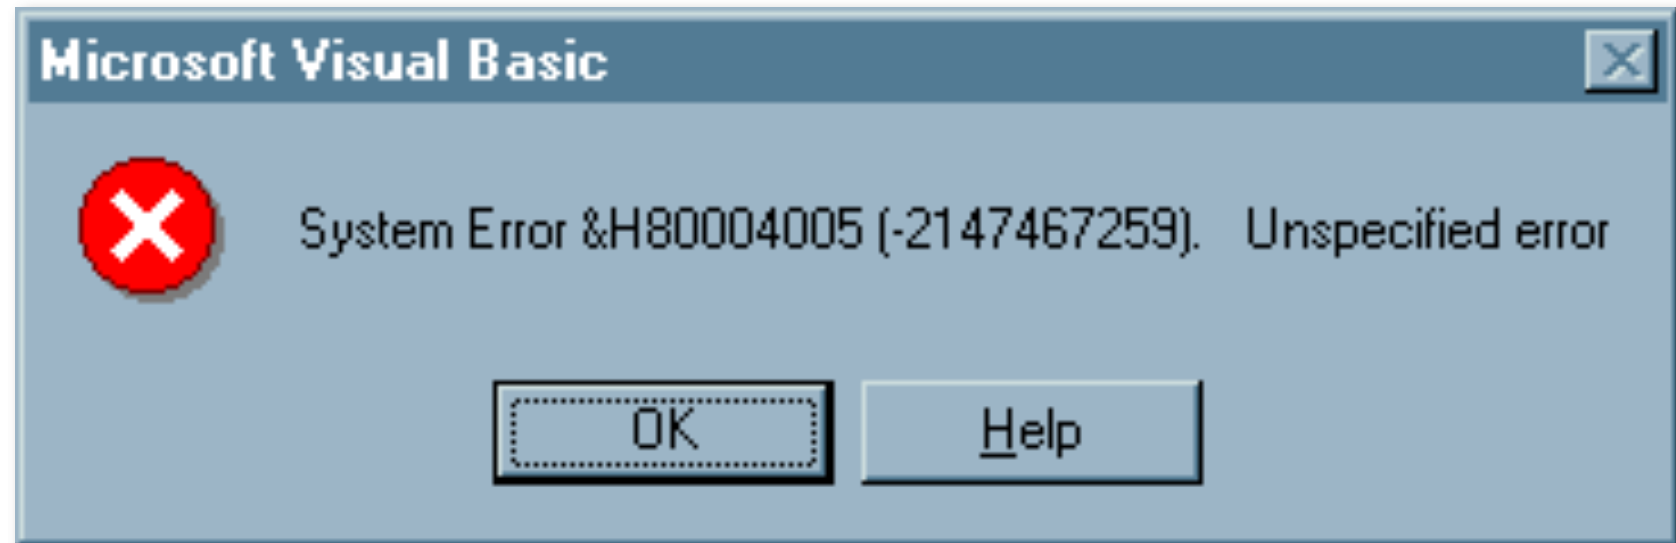 Microsoft Visual Basic
System Error &H80004005 (-2147467259).   Unspecified error
OK
Help